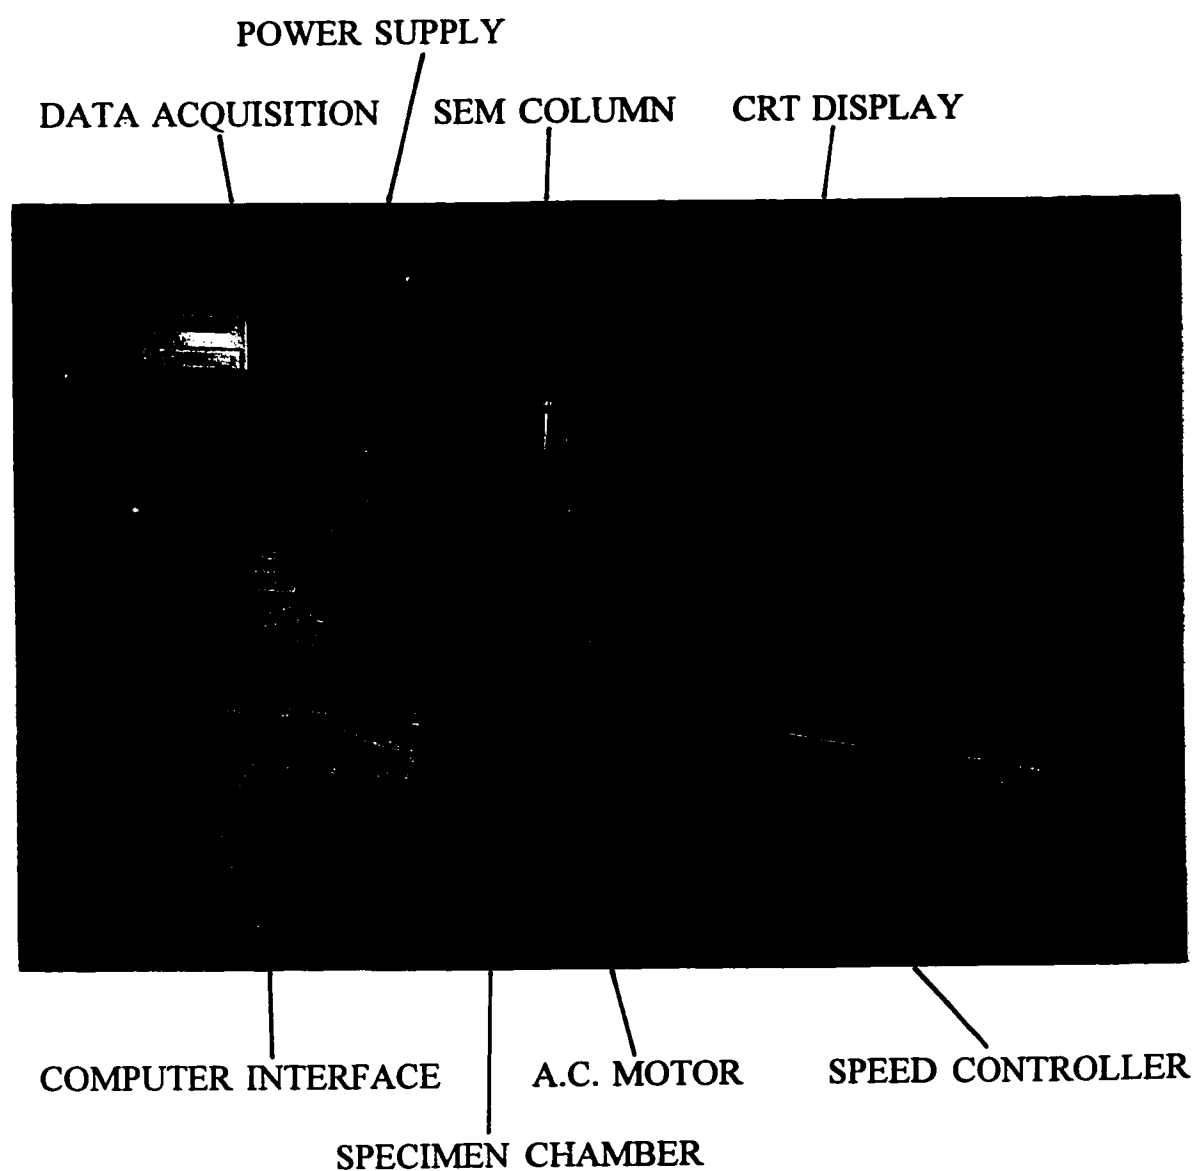 POWER SUPPLY
DATA ACQUISITION SEM COLUMN CRT DISPLAY
COMPUTER INTERFACE A.C. MOTOR SPEED CONTROLLER
SPECIMEN CHAMBER